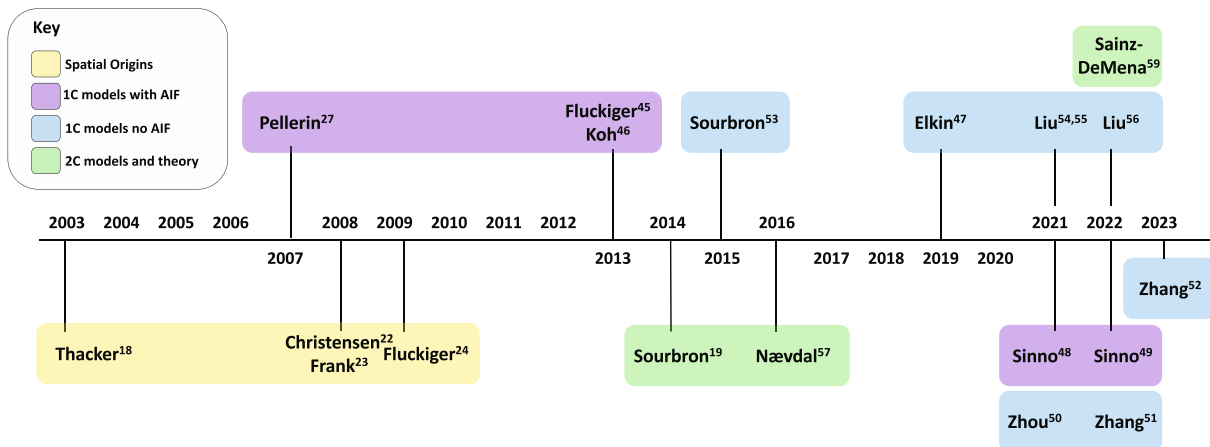 Key
Spatial Origins
1C models with AIF
1C models no AIF
2C models and theory
Sainz-
DeMena⁵⁹
Pellerin²⁷
Fluckiger⁴⁵
Koh⁴⁶
Sourbron⁵³
Elkin⁴⁷
Liu⁵⁴,⁵⁵
Liu⁵⁶
2003 2004 2005 2006 2008 2009 2010 2011 2012 2014 2016 2021 2022 2023
2007 2013 2015 2017 2018 2019 2020
Zhang⁵²
Thacker¹⁸
Christensen²²
Frank²³
Fluckiger²⁴
Sourbron¹⁹
Nævdal⁵⁷
Sinno⁴⁸
Sinno⁴⁹
Zhou⁵⁰
Zhang⁵¹